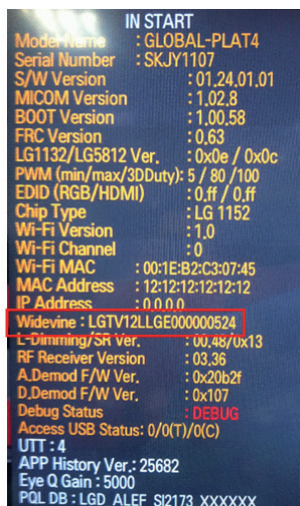 IN START
Model Name : GLOBAL-PLAT4
Serial Number : SKJY1107
S/W Version : 01.24.01.01
MICOM Version : 1.02.8
BOOT Version : 1.00.58
FRC Version : 0.63
LG1132/LG5812 Ver. : 0x0e / 0x0c
PWM (min/max/3DDuty): 5 / 80 /100
EDID (RGB/HDMI) : 0.ff / 0.ff
Chip Type : LG 1152
Wi-Fi Version : 1.0
Wi-Fi Channel : 0
Wi-Fi MAC : 00:1E:B2:C3:07:45
MAC Address : 12:12:12:12:12:12
IP Address : 0.0.0.0
Widevine : LGTV12LLGE000000524
L-Dimming/SR Ver. : 00.48/0x13
RF Receiver Version : 03.36
A.Demod F/W Ver. : 0x20b2f
D.Demod F/W Ver. : 0x107
Debug Status : DEBUG
Access USB Status: 0/0(T)/0(C)
UTT : 4
APP History Ver.: 25682
Eye Q Gain : 5000
PQL DB : LGD_ALEF_SI2173_XXXXXX